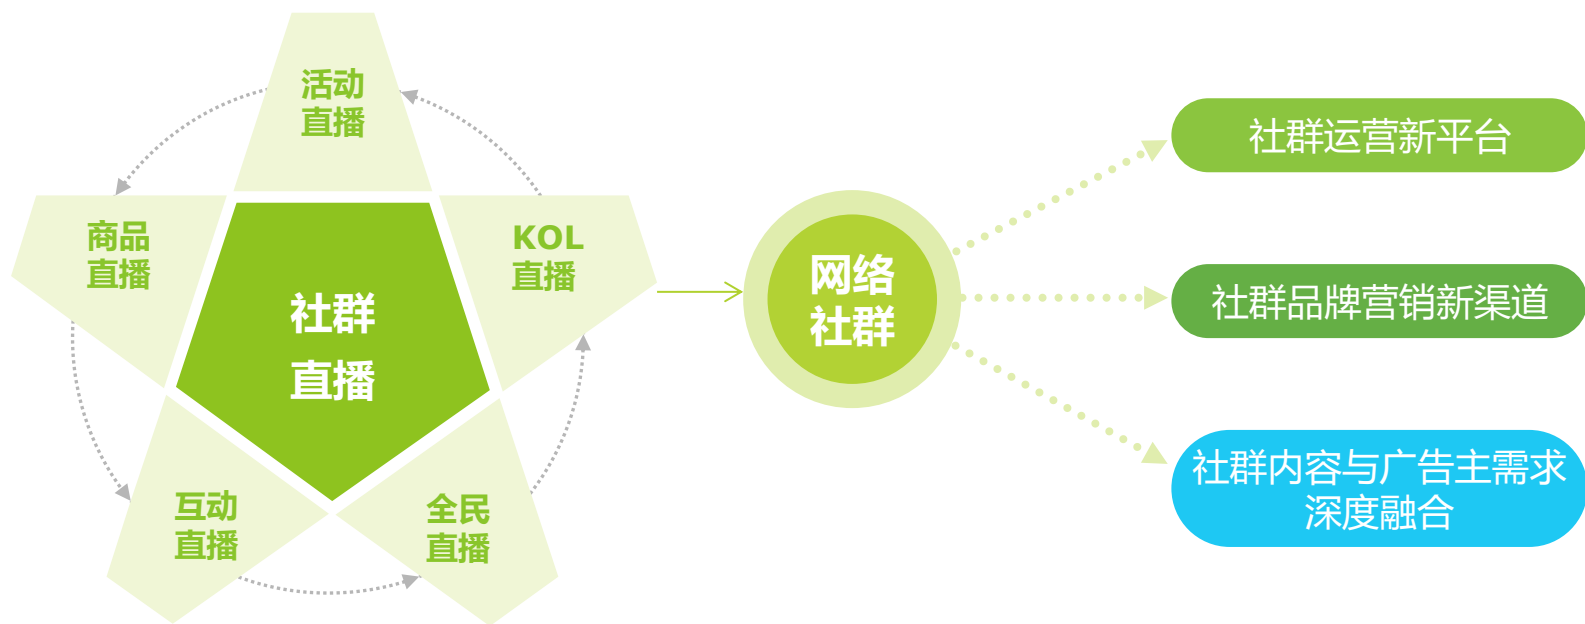 活动
直播
商品
直播
KOL
直播
社群
直播
互动
直播
全民
直播
网络
社群
社群运营新平台
社群品牌营销新渠道
社群内容与广告主需求
深度融合